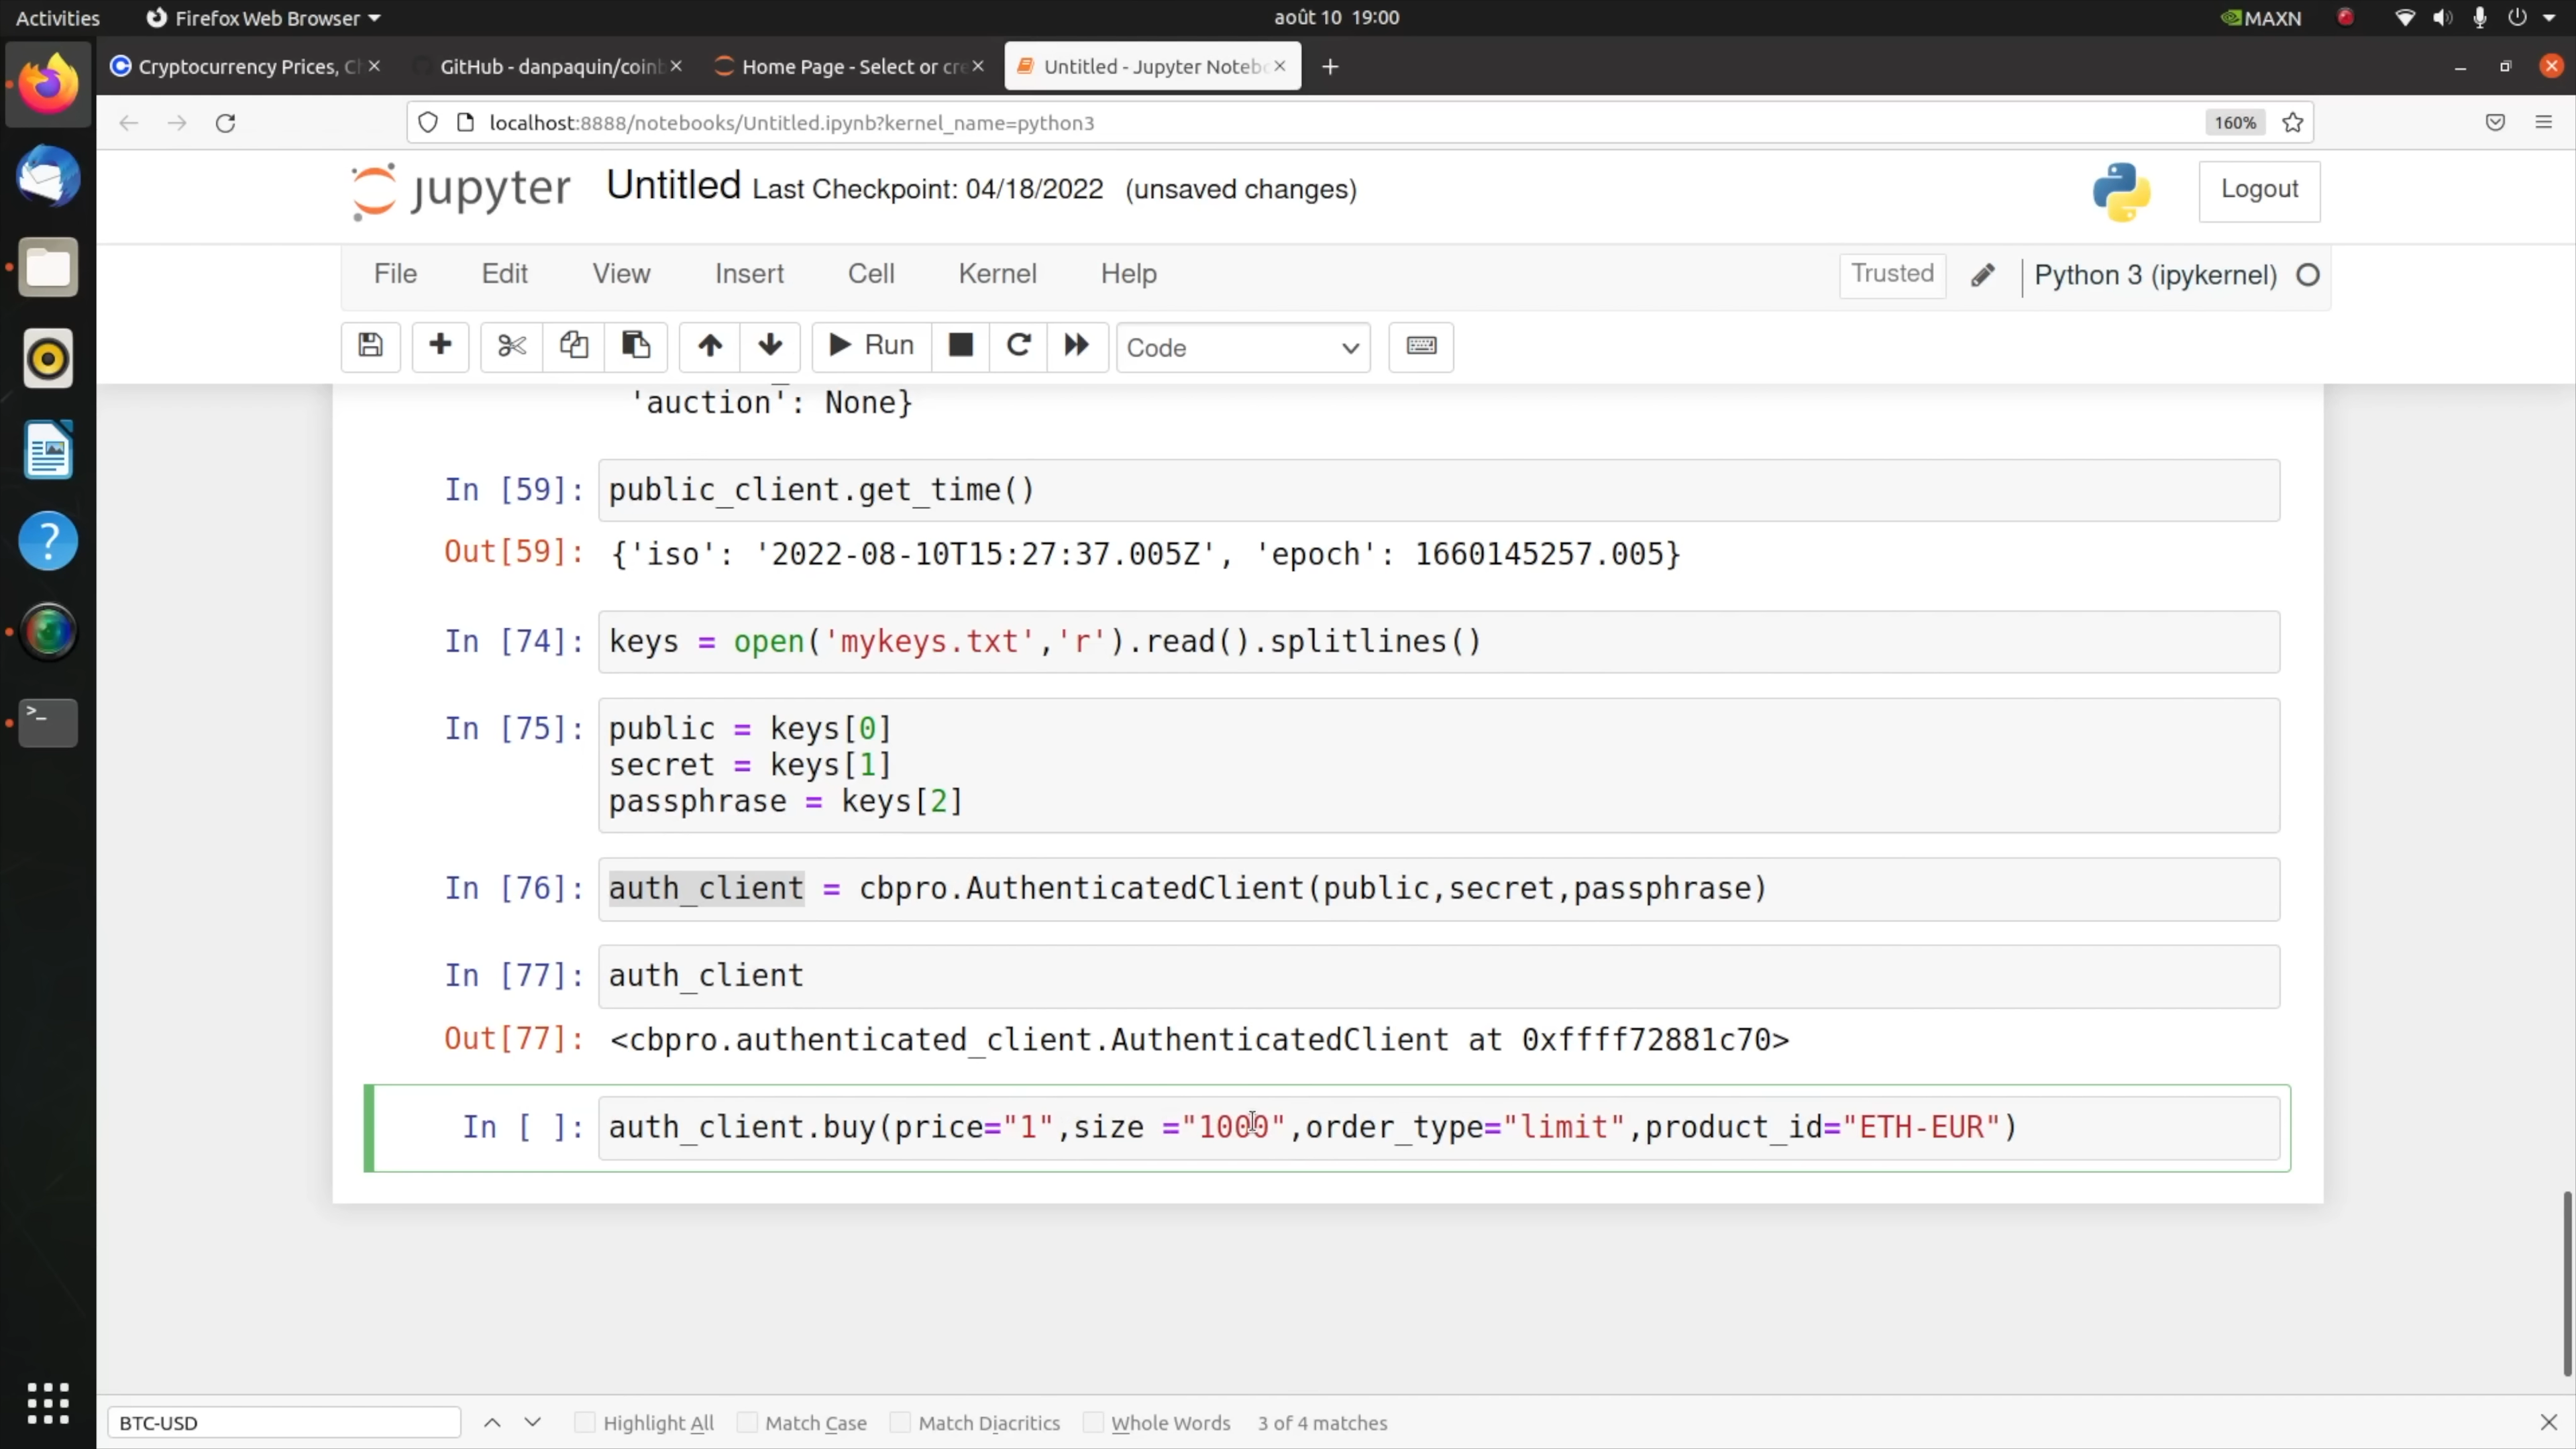 Activities Firefox Web Browser août 10 19:00 MAXN
Cryptocurrency Prices, Ch GitHub - danpaquin/coinb Home Page - Select or cre Untitled - Jupyter Notebo
localhost:8888/notebooks/Untitled.ipynb?kernel_name=python3 160%
jupyter Untitled Last Checkpoint: 04/18/2022 (unsaved changes) Logout
File Edit View Insert Cell Kernel Help Trusted Python 3 (ipykernel)
Run Code
'auction': None}
In [59]: public_client.get_time()
Out[59]: {'iso': '2022-08-10T15:27:37.005Z', 'epoch': 1660145257.005}
In [74]: keys = open('mykeys.txt','r').read().splitlines()
In [75]: public = keys[0]
secret = keys[1]
passphrase = keys[2]
In [76]: auth_client = cbpro.AuthenticatedClient(public,secret,passphrase)
In [77]: auth_client
Out[77]: <cbpro.authenticated_client.AuthenticatedClient at 0xffff72881c70>
In [ ]: auth_client.buy(price="1",size ="1000",order_type="limit",product_id="ETH-EUR")
BTC-USD Highlight All Match Case Match Diacritics Whole Words 3 of 4 matches